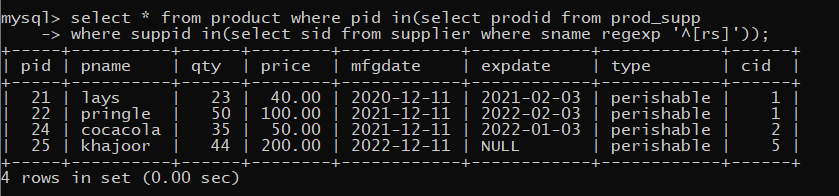 mysql> select * from product where pid in(select prodid from prod_supp
    -> where suppid in(select sid from supplier where sname regexp '^[rs]'));
+-----+----------+------+--------+------------+------------+------------+------+
| pid | pname    | qty  | price  | mfgdate    | expdate    | type       | cid  |
+-----+----------+------+--------+------------+------------+------------+------+
|  21 | lays     |   23 |  40.00 | 2020-12-11 | 2021-02-03 | perishable |    1 |
|  22 | pringle  |   50 | 100.00 | 2021-12-11 | 2022-02-03 | perishable |    1 |
|  24 | cocacola |   35 |  50.00 | 2021-12-11 | 2022-01-03 | perishable |    2 |
|  25 | khajoor  |   44 | 200.00 | 2022-12-11 | NULL       | perishable |    5 |
+-----+----------+------+--------+------------+------------+------------+------+
4 rows in set (0.00 sec)